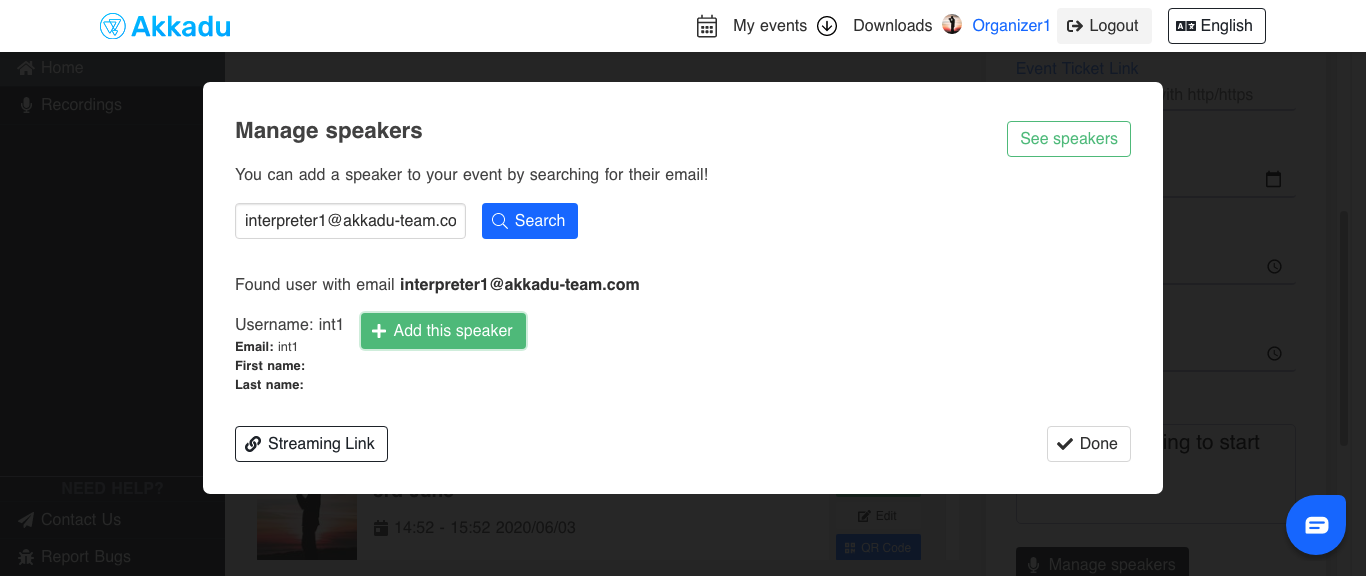 Akkadu
My events
Downloads
Organizer1
Logout
English
Home
Recordings
Event Ticket Link
ith http/https
Manage speakers
See speakers
You can add a speaker to your event by searching for their email!
interpreter1@akkadu-team.co
Search
Found user with email interpreter1@akkadu-team.com
Username: int1
Add this speaker
Email: int1
First name:
Last name:
Streaming Link
Done
ing to start
NEED HELP?
Contact Us
Report Bugs
14:52 - 15:52 2020/06/03
Edit
QR Code
Manage speakers